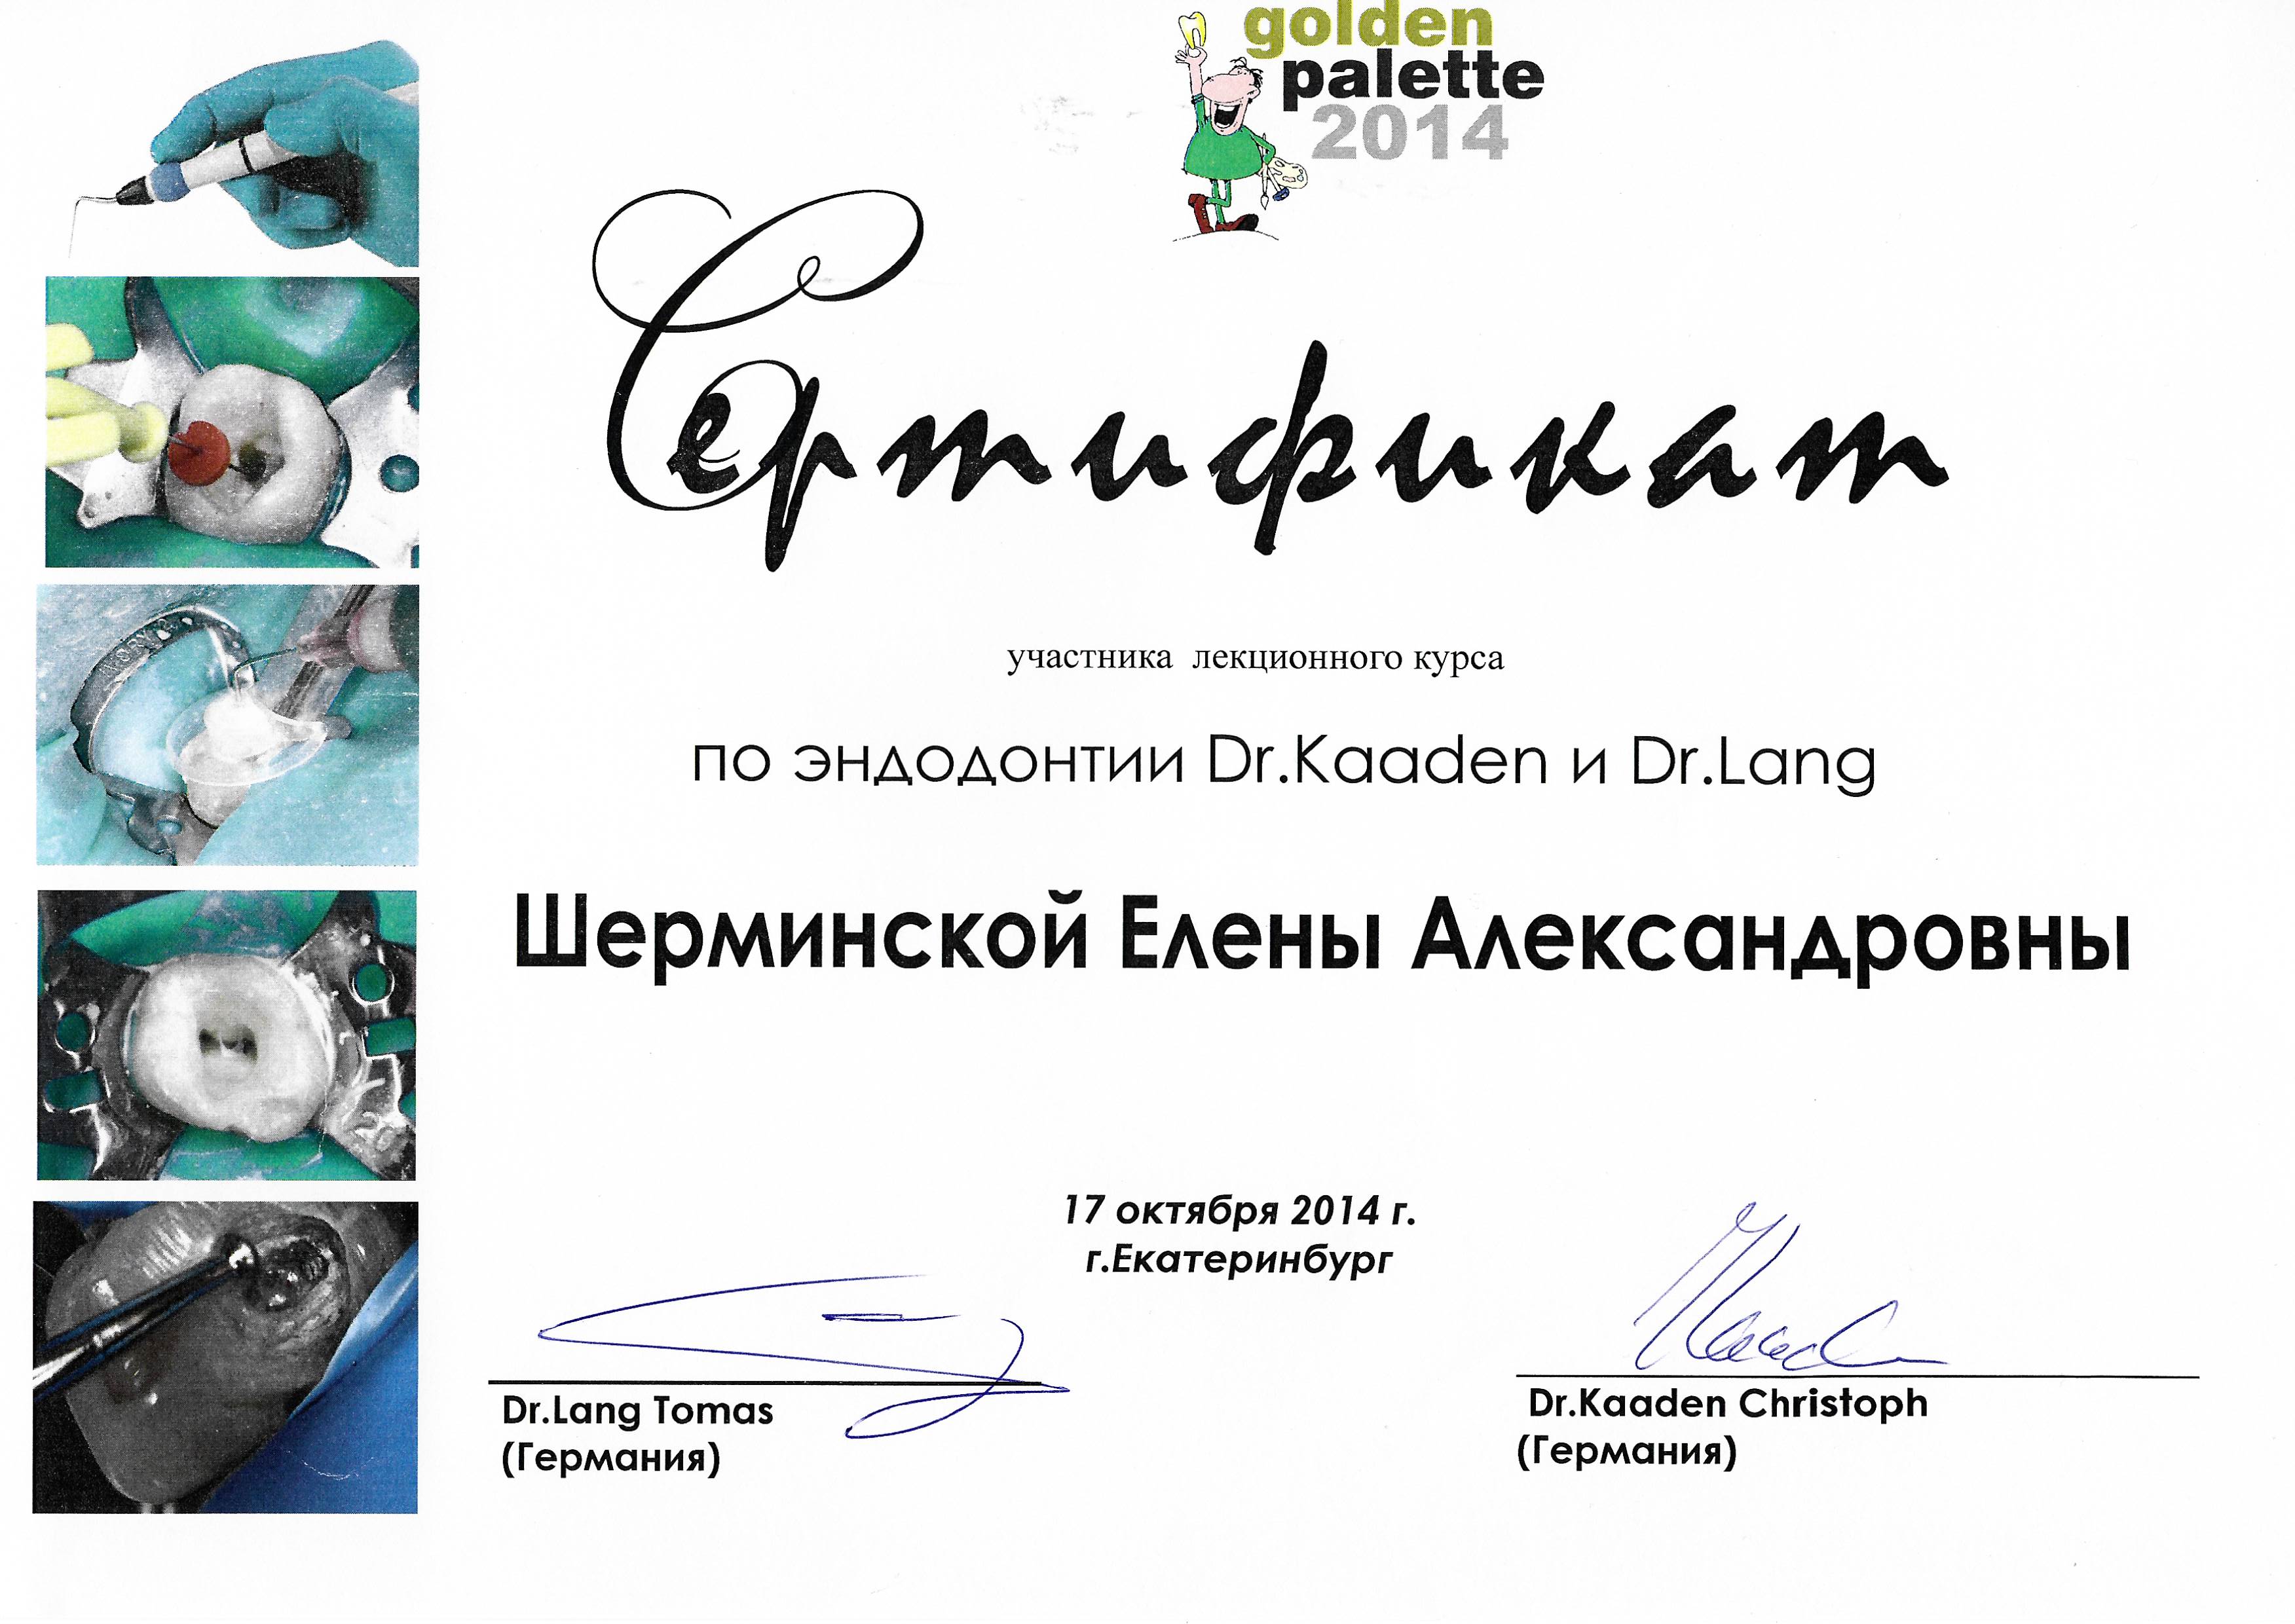 golden
palette
2014
Сертификат
участника лекционного курса
по эндодонтии Dr.Kaaden и Dr.Lang
Шерминской Елены Александровны
17 октября 2014 г.
г.Екатеринбург
Dr.Lang Tomas
(Германия)
Dr.Kaaden Christoph
(Германия)